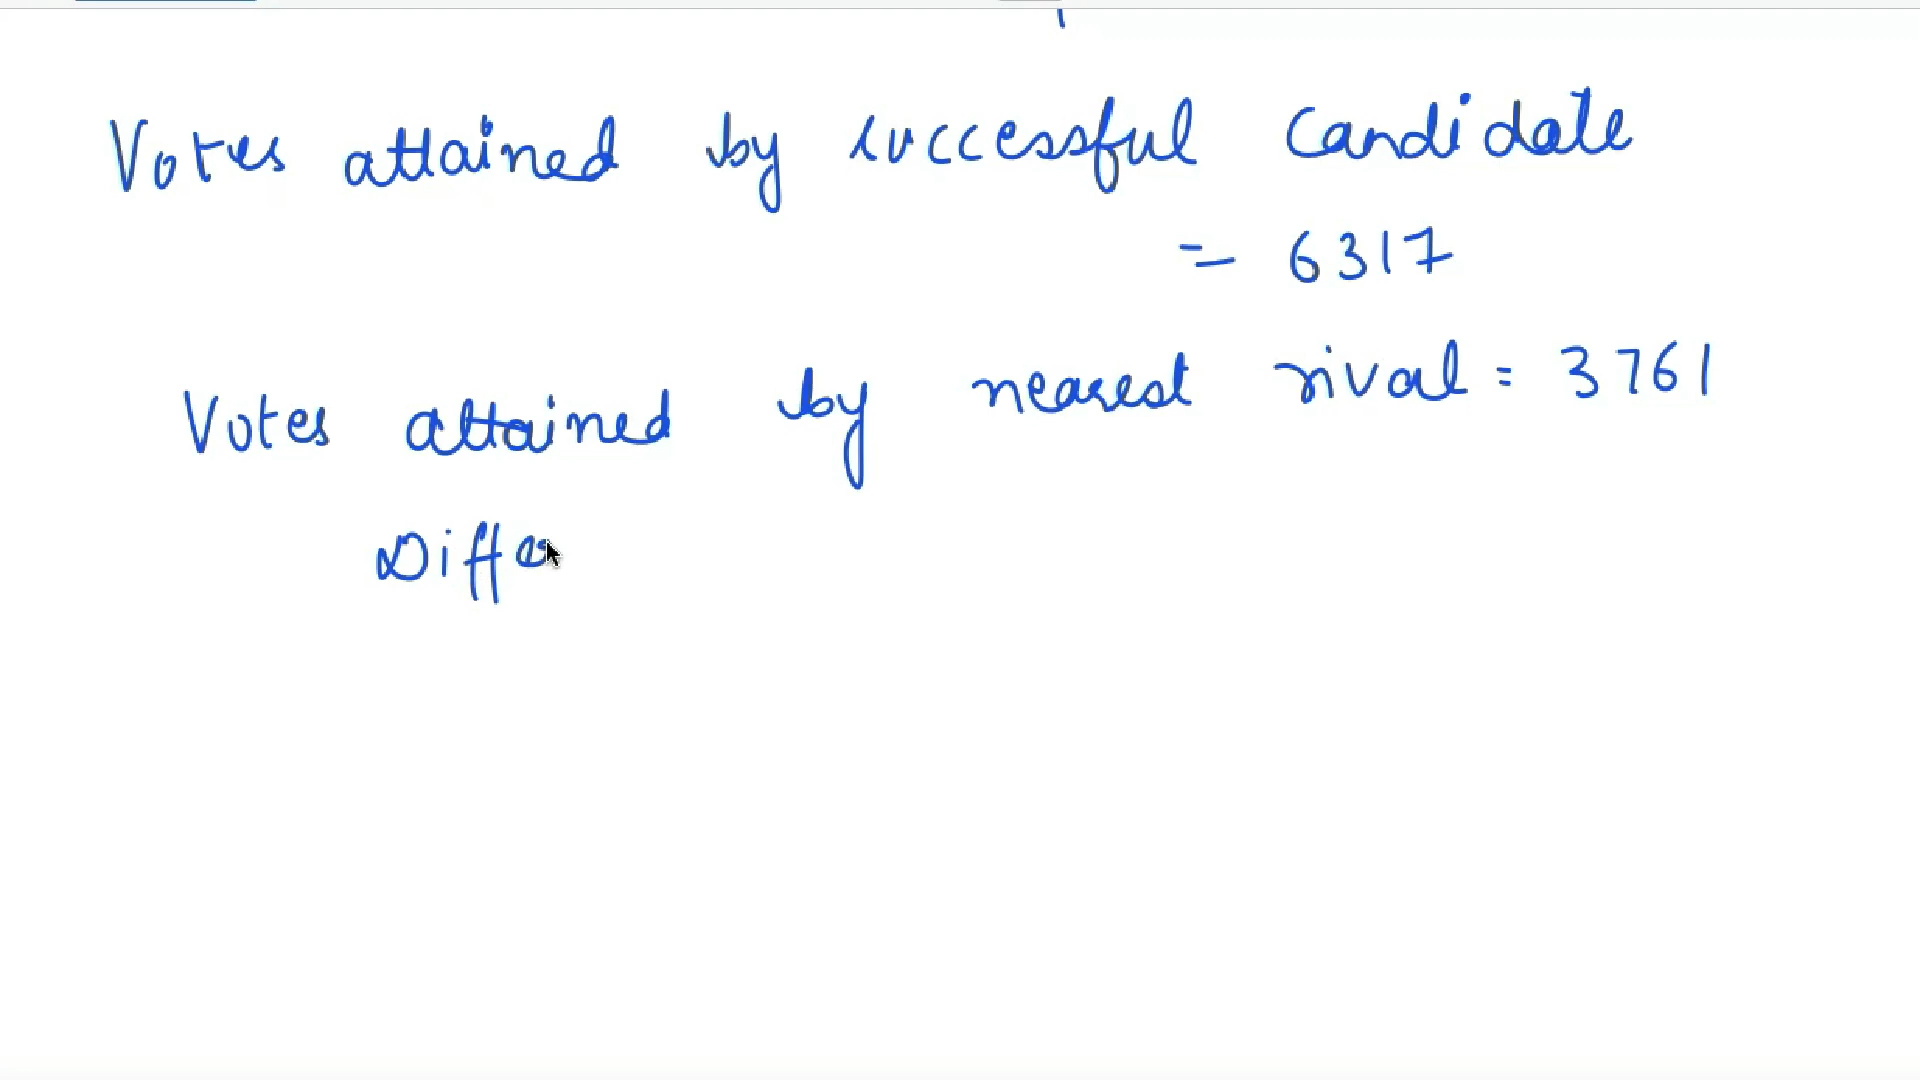 Votes attained by successful candidate
= 6317
Votes attained by nearest rival = 3761
Diffe